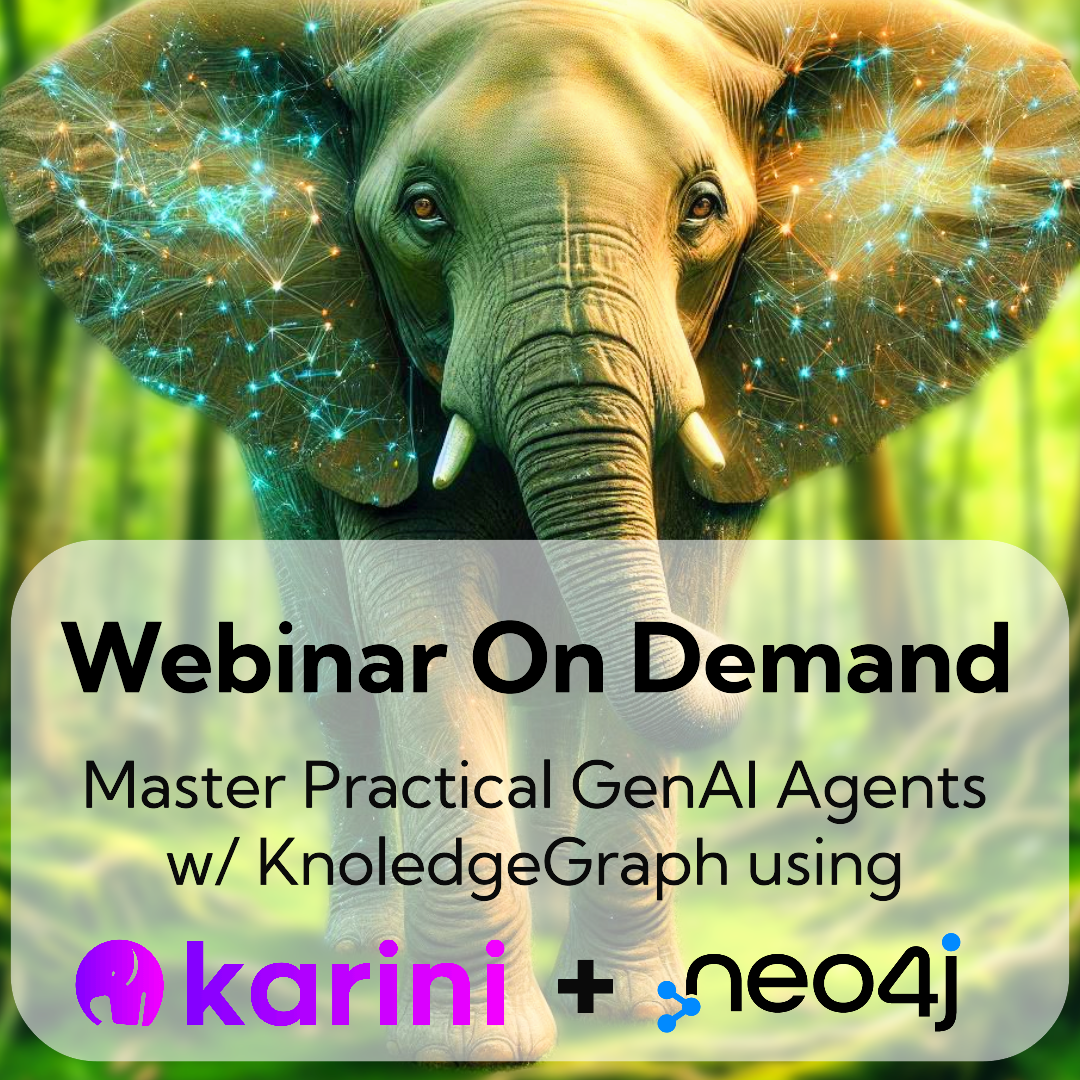 Webinar On Demand
Master Practical GenAI Agents
w/ KnoledgeGraph using
karini + neo4j